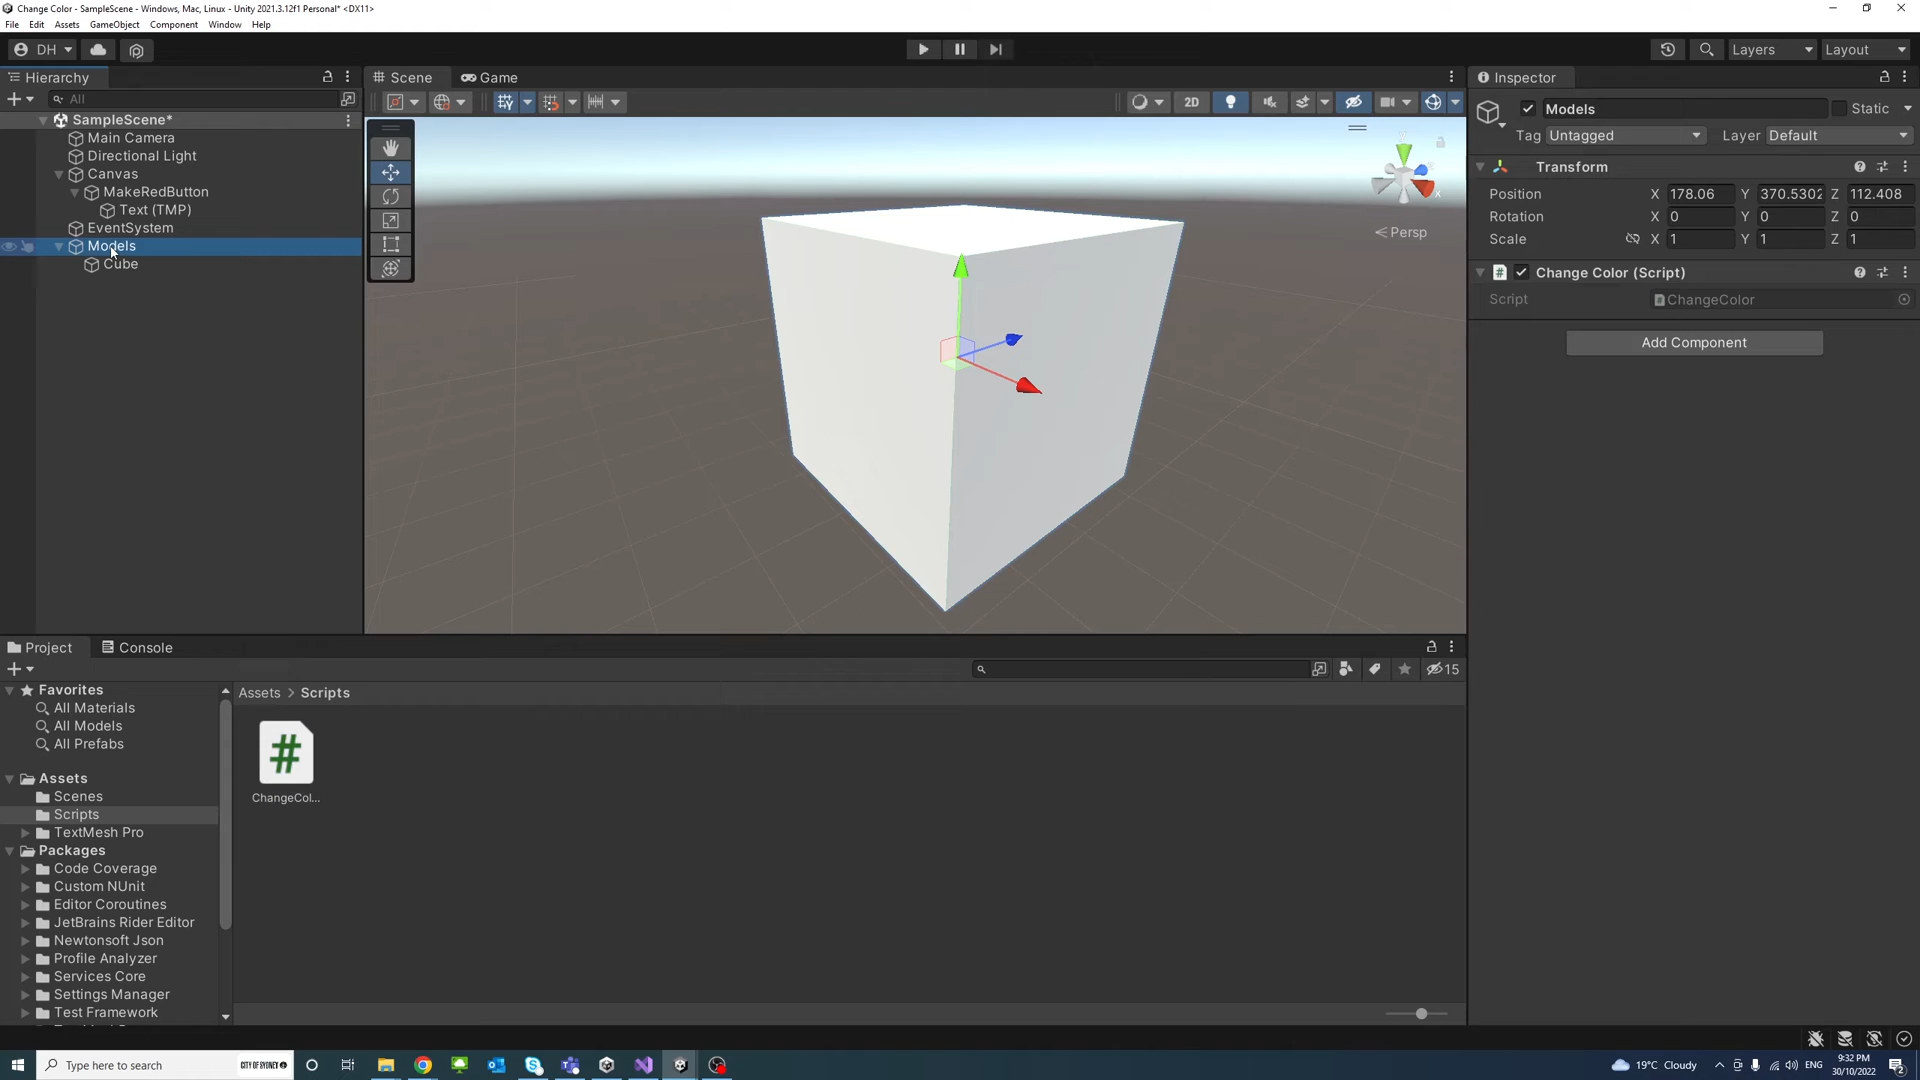 Change Color - SampleScene - Windows, Mac, Linux - Unity 2021.3.12f1 Personal* <DX11>
File Edit Assets GameObject Component Window Help
DH
Layers
Layout
Hierarchy
All
SampleScene*
Main Camera
Directional Light
Canvas
MakeRedButton
Text (TMP)
EventSystem
Models
Cube
Scene
Game
2D
Persp
Inspector
Models
Static
Tag Untagged
Layer Default
Transform
Position X 178.06 Y 370.5302 Z 112.408
Rotation X 0 Y 0 Z 0
Scale X 1 Y 1 Z 1
Change Color (Script)
Script ChangeColor
Add Component
Project
Console
15
Favorites
All Materials
All Models
All Prefabs
Assets
Scenes
Scripts
TextMesh Pro
Packages
Code Coverage
Custom NUnit
Editor Coroutines
JetBrains Rider Editor
Newtonsoft Json
Profile Analyzer
Services Core
Settings Manager
Test Framework
Assets > Scripts
ChangeCol...
Type here to search
CITY OF SYDNEY
19°C Cloudy
ENG
9:32 PM
30/10/2022
2